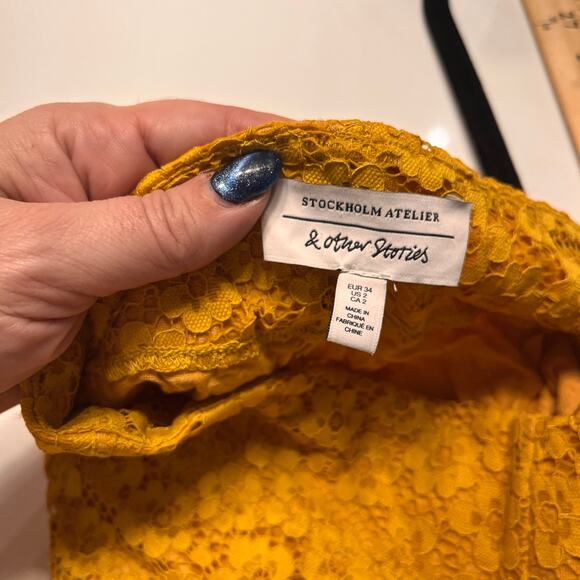 STOCKHOLM ATELIER
& other Stories
EUR 34
US 2
CA 2
MADE IN
CHINA
FABRIQUÉ EN
CHINE